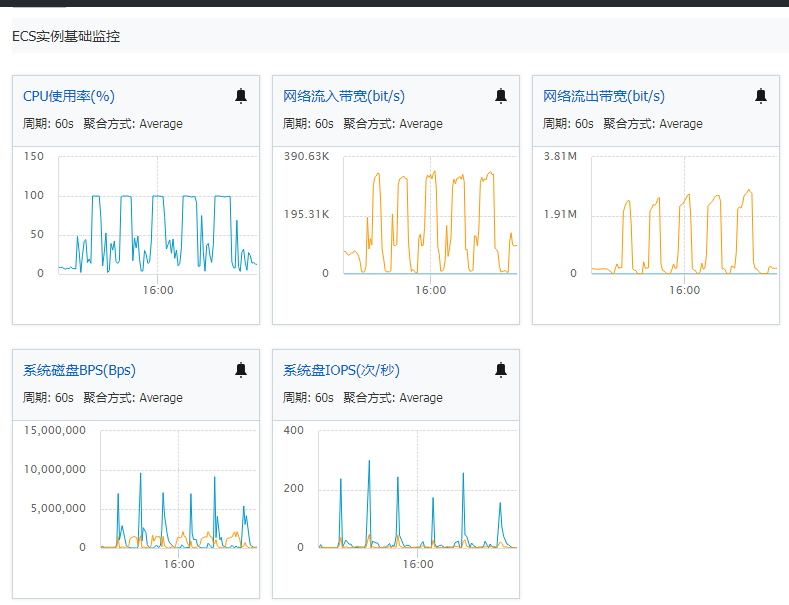 ECS实例基础监控
CPU使用率(%)
周期: 60s 聚合方式: Average
150
100
50
0
16:00
网络流入带宽(bit/s)
周期: 60s 聚合方式: Average
390.63K
195.31K
0
16:00
网络流出带宽(bit/s)
周期: 60s 聚合方式: Average
3.81M
1.91M
0
16:00
系统磁盘BPS(Bps)
周期: 60s 聚合方式: Average
15,000,000
10,000,000
5,000,000
0
16:00
系统盘IOPS(次/秒)
周期: 60s 聚合方式: Average
400
200
0
16:00